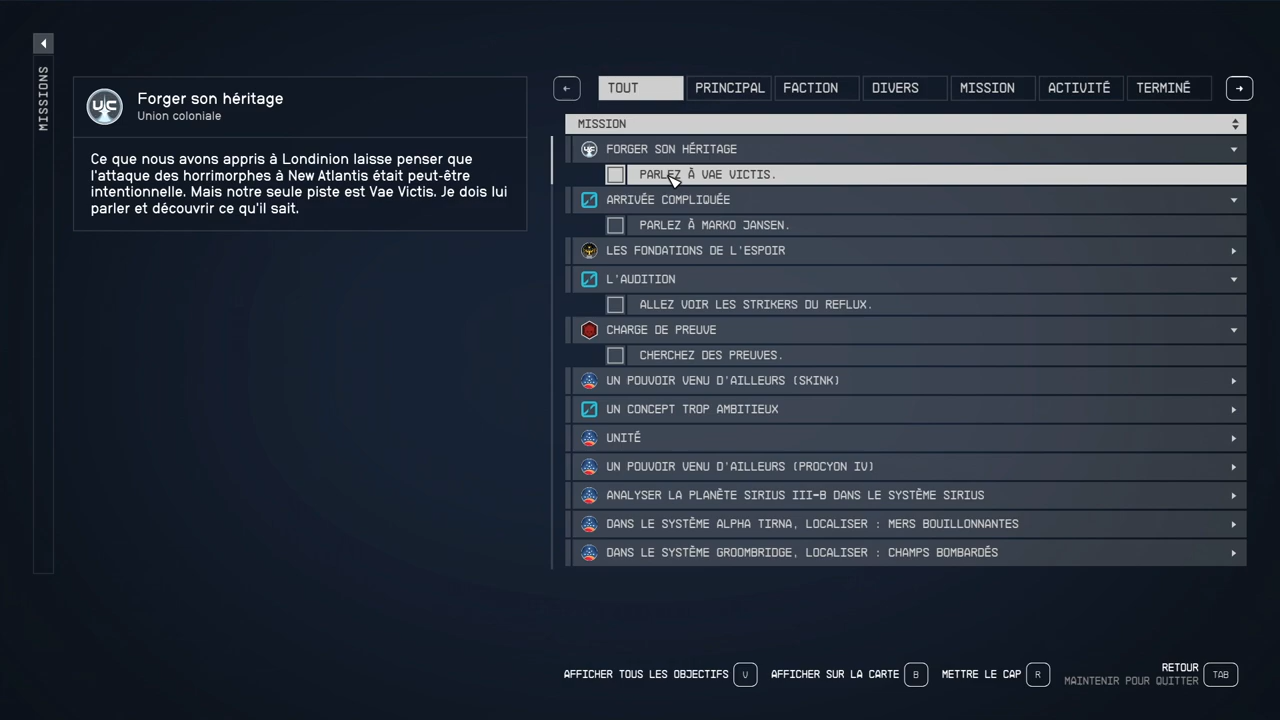 MISSIONS
UC
Forger son héritage
Union coloniale
Ce que nous avons appris à Londinion laisse penser que
l'attaque des horrimorphes à New Atlantis était peut-être
intentionnelle. Mais notre seule piste est Vae Victis. Je dois lui
parler et découvrir ce qu'il sait.
TOUT PRINCIPAL FACTION DIVERS MISSION ACTIVITÉ TERMINÉ
MISSION
FORGER SON HÉRITAGE
PARLEZ À VAE VICTIS.
ARRIVÉE COMPLIQUÉE
PARLEZ À MARKO JANSEN.
LES FONDATIONS DE L'ESPOIR
L'AUDITION
ALLEZ VOIR LES STRIKERS DU REFLUX.
CHARGE DE PREUVE
CHERCHEZ DES PREUVES.
UN POUVOIR VENU D'AILLEURS (SKINK)
UN CONCEPT TROP AMBITIEUX
UNITÉ
UN POUVOIR VENU D'AILLEURS (PROCYON IV)
ANALYSER LA PLANÈTE SIRIUS III-B DANS LE SYSTÈME SIRIUS
DANS LE SYSTÈME ALPHA TIRNA, LOCALISER : MERS BOUILLONNANTES
DANS LE SYSTÈME GROOMBRIDGE, LOCALISER : CHAMPS BOMBARDÉS
AFFICHER TOUS LES OBJECTIFS V AFFICHER SUR LA CARTE B METTRE LE CAP R RETOUR
MAINTENIR POUR QUITTER TAB